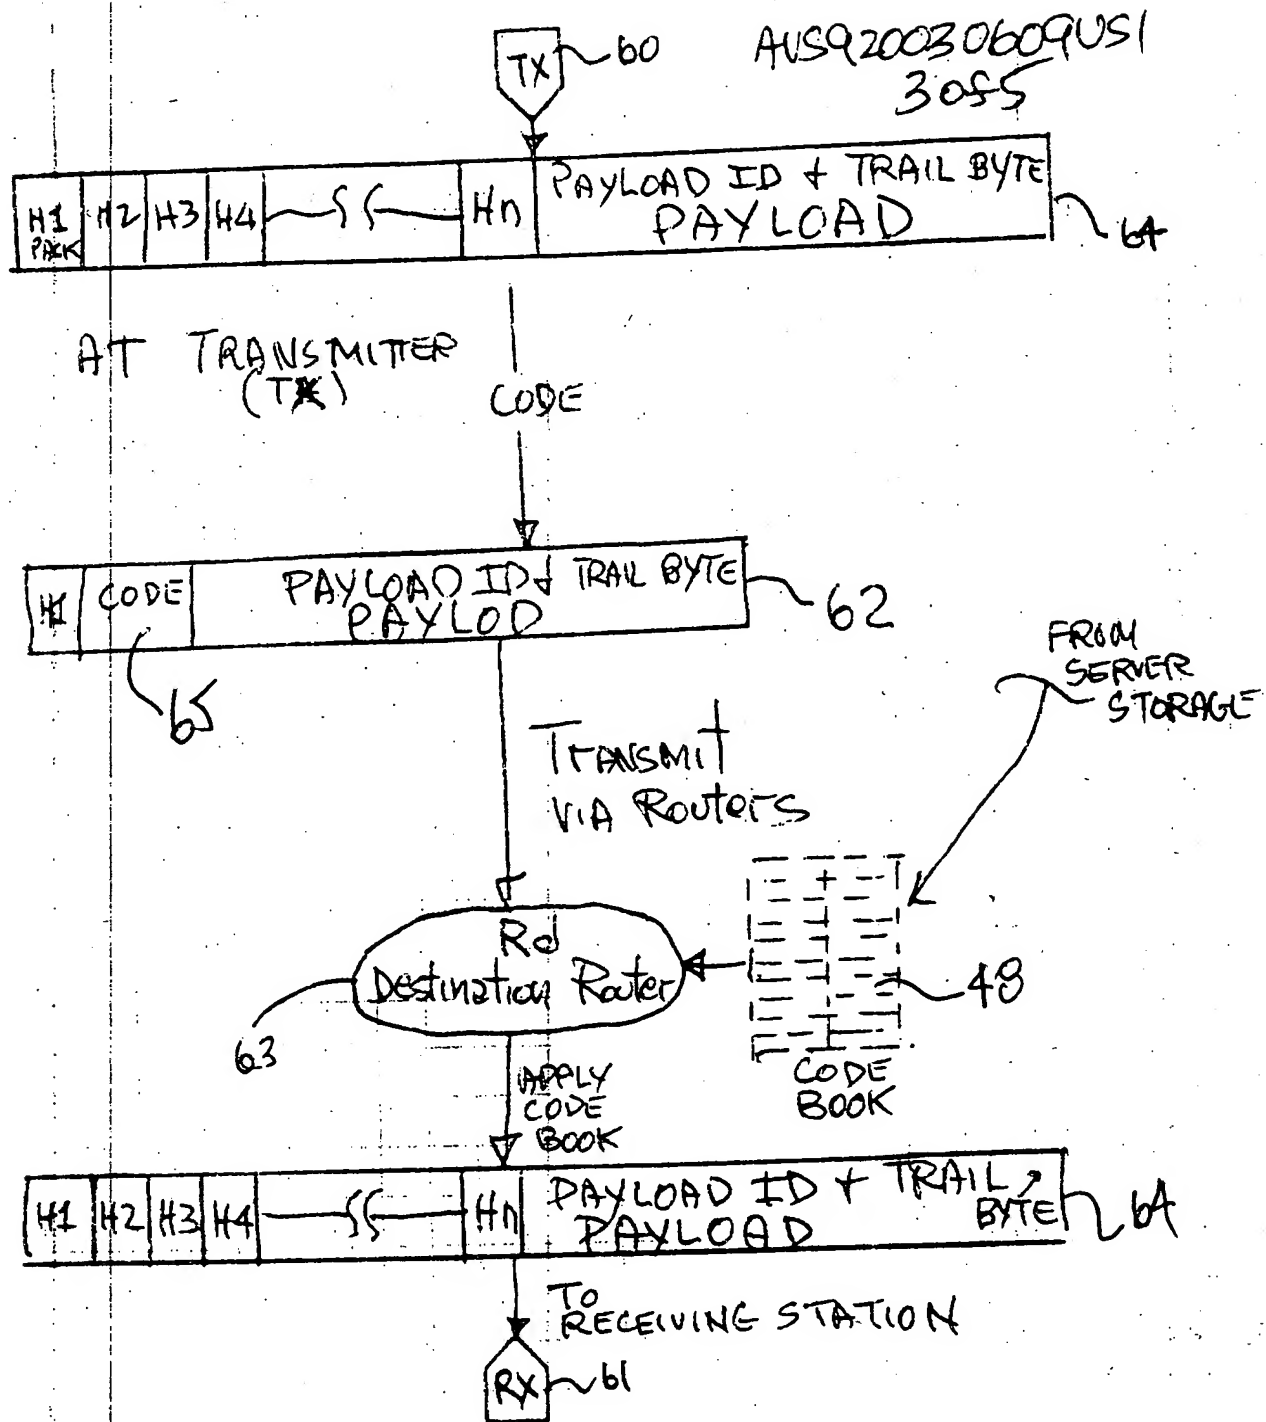 TX
60
AUS920030609US1
3 of 5
H1 PACK H2 H3 H4 Hn PAYLOAD ID + TRAIL BYTE
PAYLOAD
64
AT TRANSMITTER
(TX)
CODE
H1 CODE PAYLOAD ID + TRAIL BYTE
PAYLOD
62
65
FROM
SERVER
STORAGE
TRANSMIT
VIA Routers
Rd
Destination Router
63
48
CODE
BOOK
APPLY
CODE
BOOK
H1 H2 H3 H4 Hn PAYLOAD ID + TRAIL
BYTE
PAYLOAD
64
TO
RECEIVING STATION
RX
61